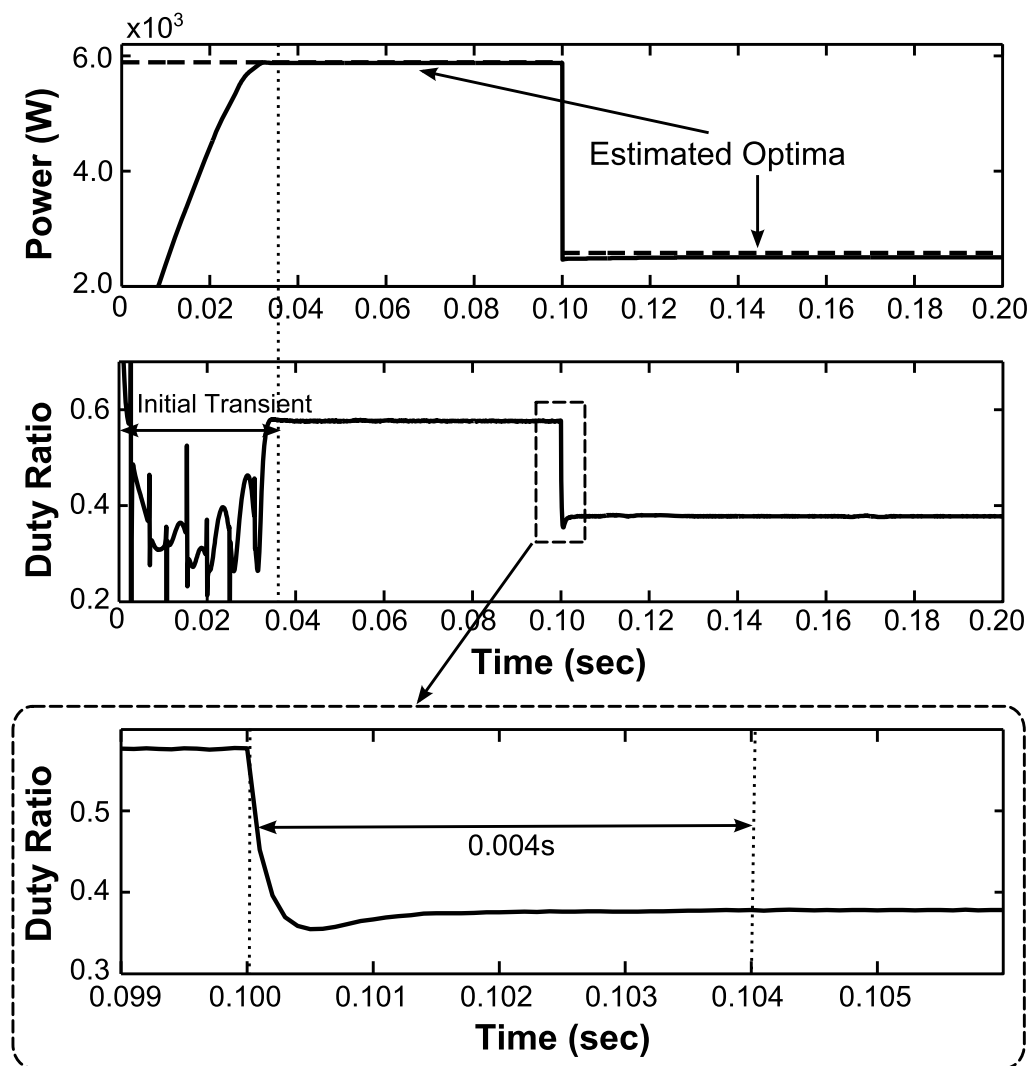 x10³
6.0
4.0
2.0
Power (W)
Estimated Optima
0 0.02 0.04 0.06 0.08 0.10 0.12 0.14 0.16 0.18 0.20
Initial Transient
0.6
0.4
0.2
Duty Ratio
0 0.02 0.04 0.06 0.08 0.10 0.12 0.14 0.16 0.18 0.20
Time (sec)
0.5
0.4
0.3
Duty Ratio
0.004s
0.099 0.100 0.101 0.102 0.103 0.104 0.105
Time (sec)